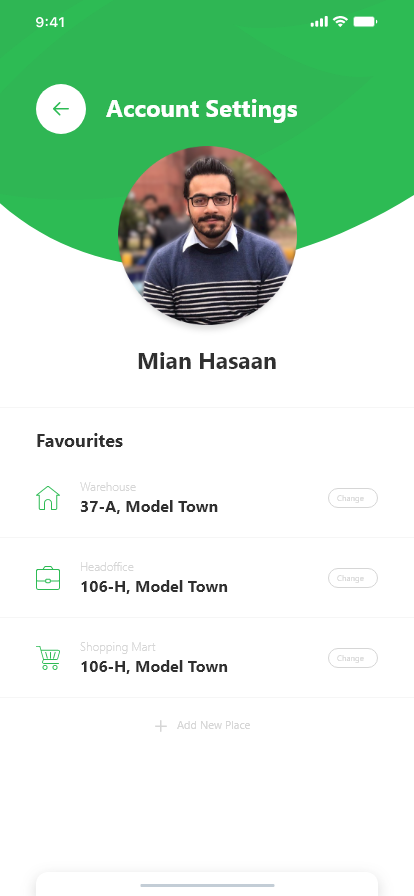 9:41
Account Settings
Mian Hasaan
Favourites
Warehouse
37-A, Model Town
Change
Headoffice
106-H, Model Town
Change
Shopping Mart
106-H, Model Town
Change
Add New Place